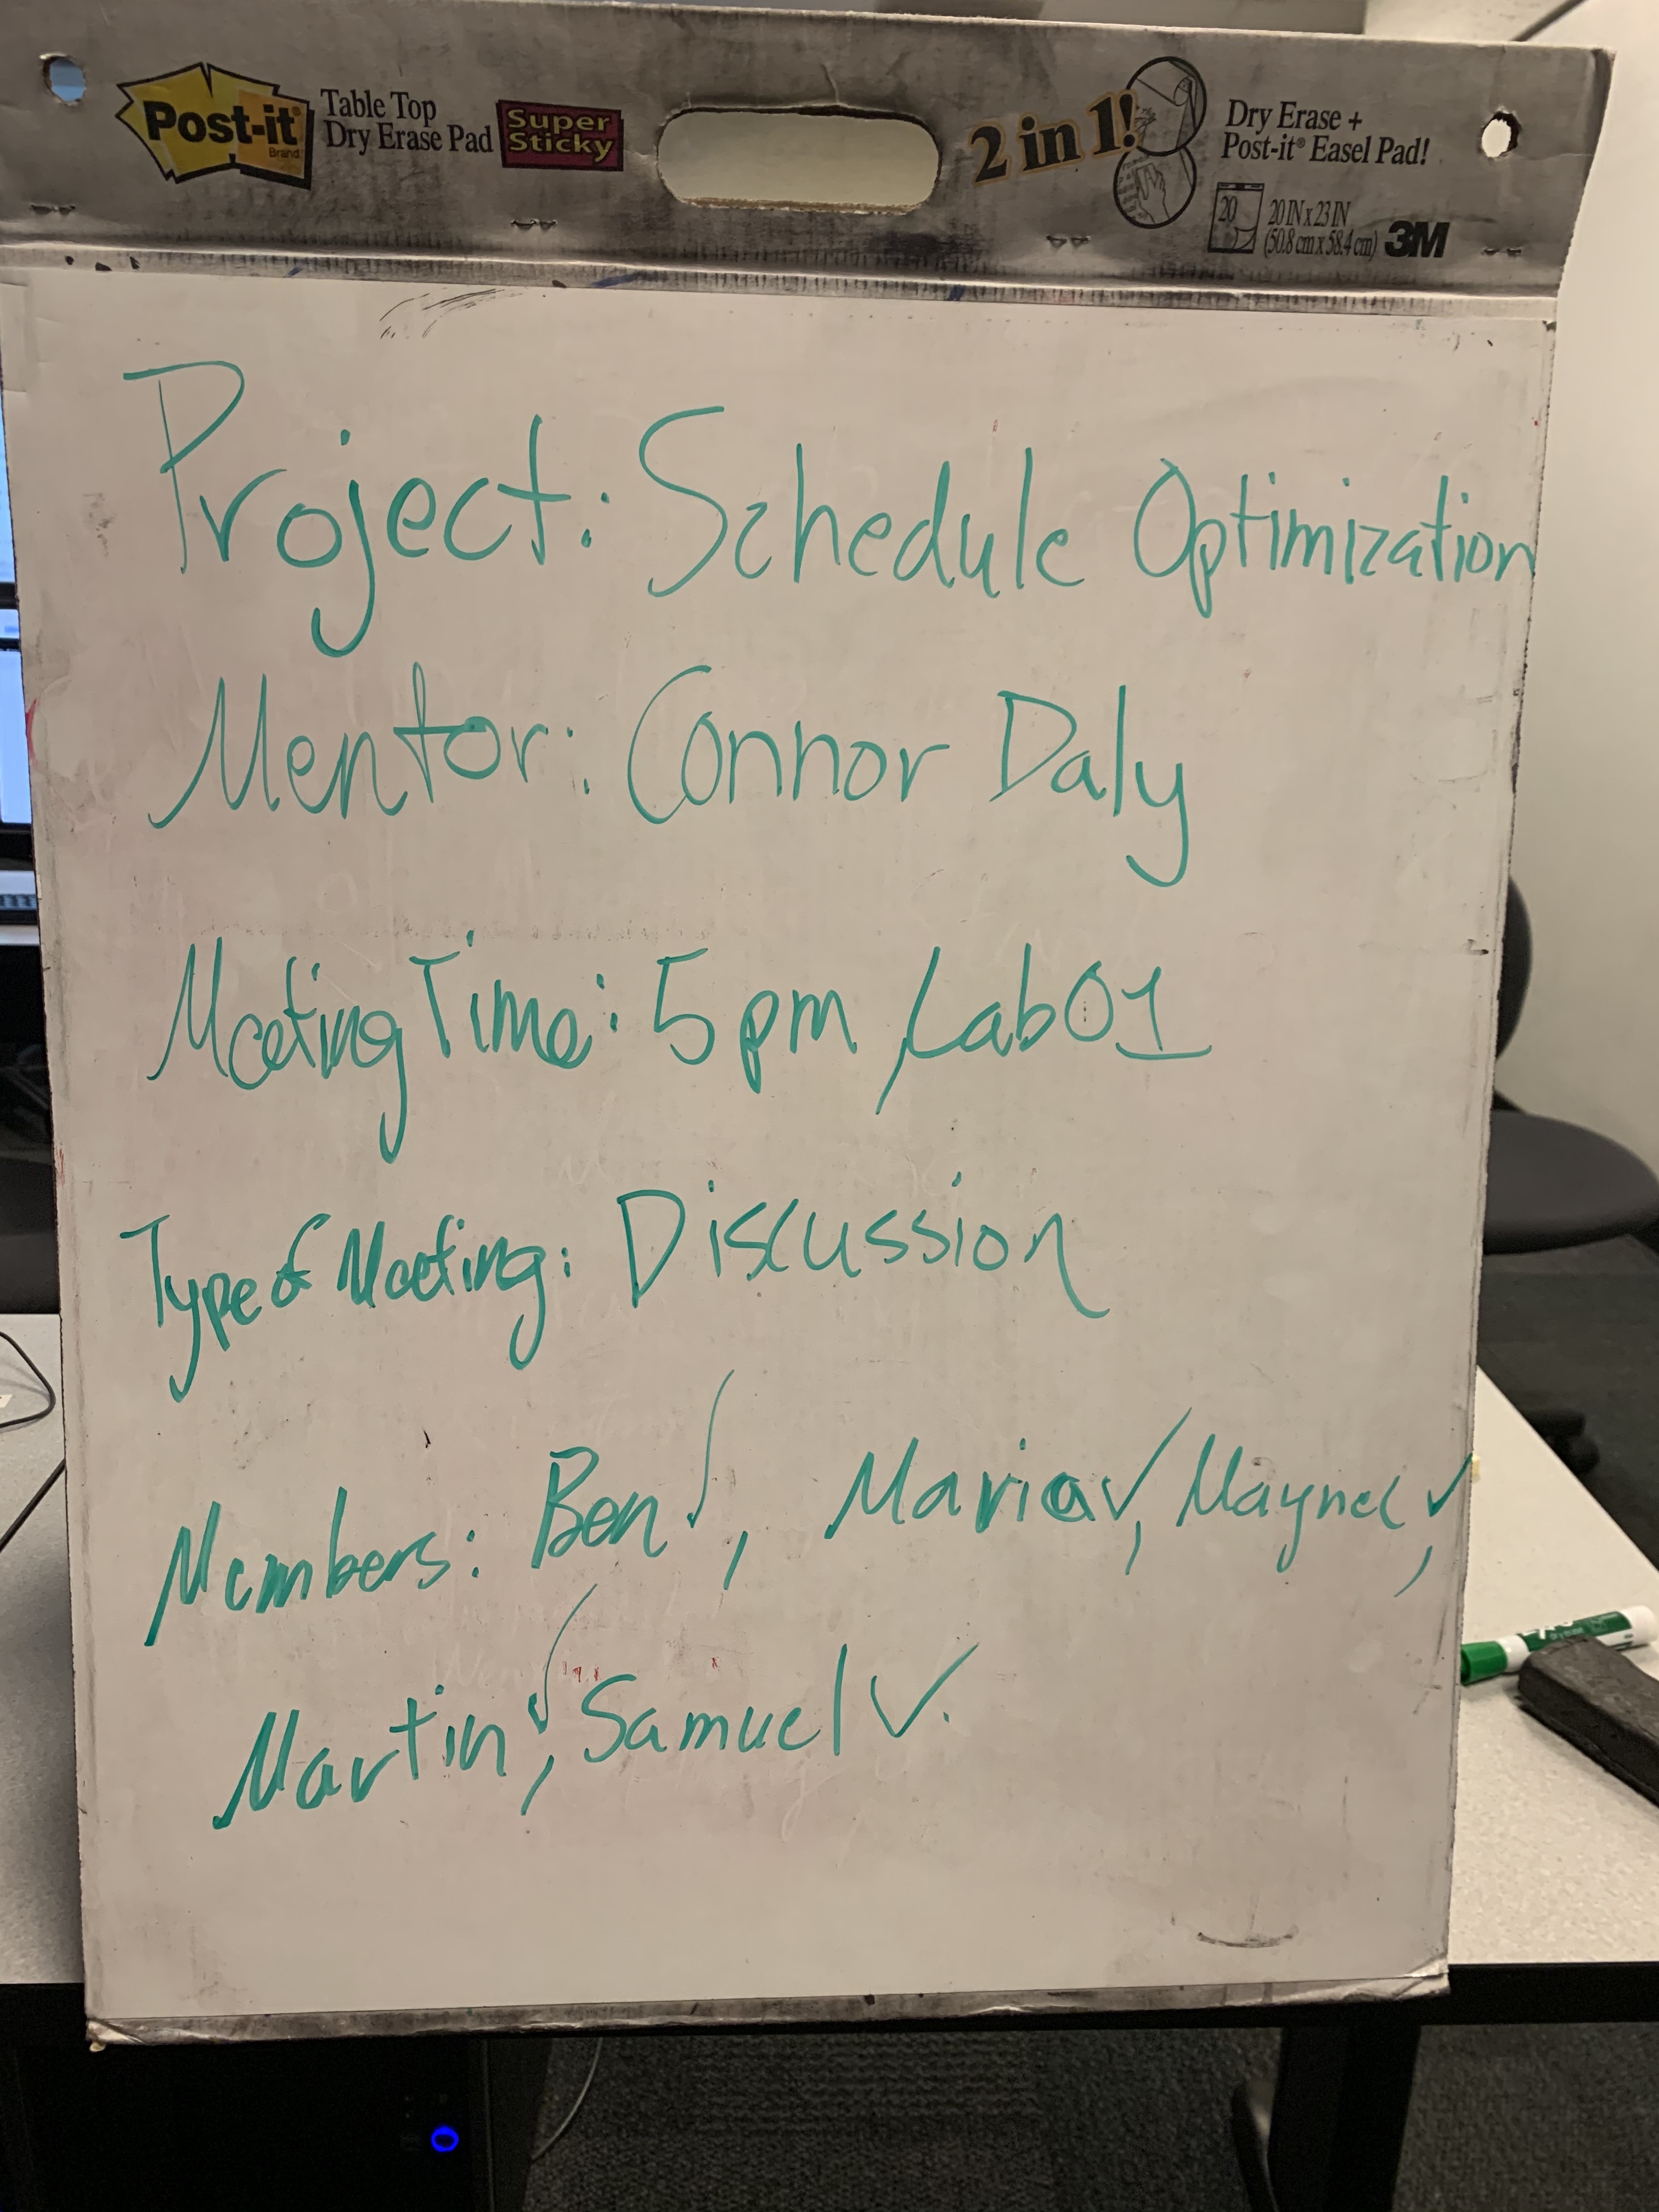 Post-it
Brand
Table Top
Dry Erase Pad
Super
Sticky
2 in 1!
Dry Erase +
Post-it® Easel Pad!
20
20 IN x 23 IN
(50.8 cm x 58.4 cm)
3M
Project: Schedule Optimization
Mentor: Connor Daly
Meeting Time: 5 pm, Lab01
Type of Meeting: Discussion
Members: Ben ✓, Maria ✓, Maynel ✓,
Martin ✓, Samuel ✓.